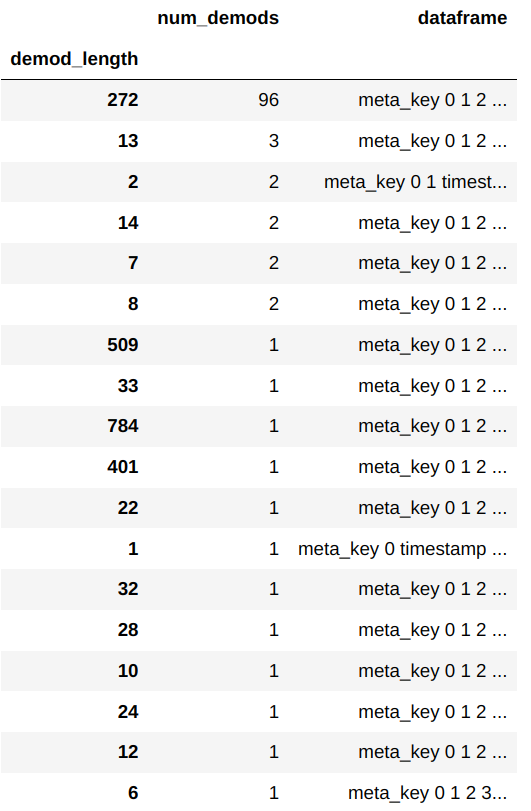 num_demods dataframe
demod_length
272 96 meta_key 0 1 2 ...
13 3 meta_key 0 1 2 ...
2 2 meta_key 0 1 timest...
14 2 meta_key 0 1 2 ...
7 2 meta_key 0 1 2 ...
8 2 meta_key 0 1 2 ...
509 1 meta_key 0 1 2 ...
33 1 meta_key 0 1 2 ...
784 1 meta_key 0 1 2 ...
401 1 meta_key 0 1 2 ...
22 1 meta_key 0 1 2 ...
1 1 meta_key 0 timestamp ...
32 1 meta_key 0 1 2 ...
28 1 meta_key 0 1 2 ...
10 1 meta_key 0 1 2 ...
24 1 meta_key 0 1 2 ...
12 1 meta_key 0 1 2 ...
6 1 meta_key 0 1 2 3...